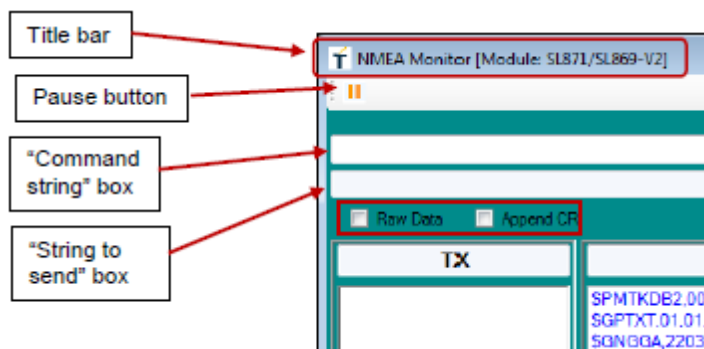 Title bar
NMEA Monitor [Module: SL871/SL869-V2]
Pause button
"Command
string" box
"String to
send" box
Raw Data
Append CR
TX
$PMTKDB2,00
$GPTXT,01,01
$GNGGA,2203